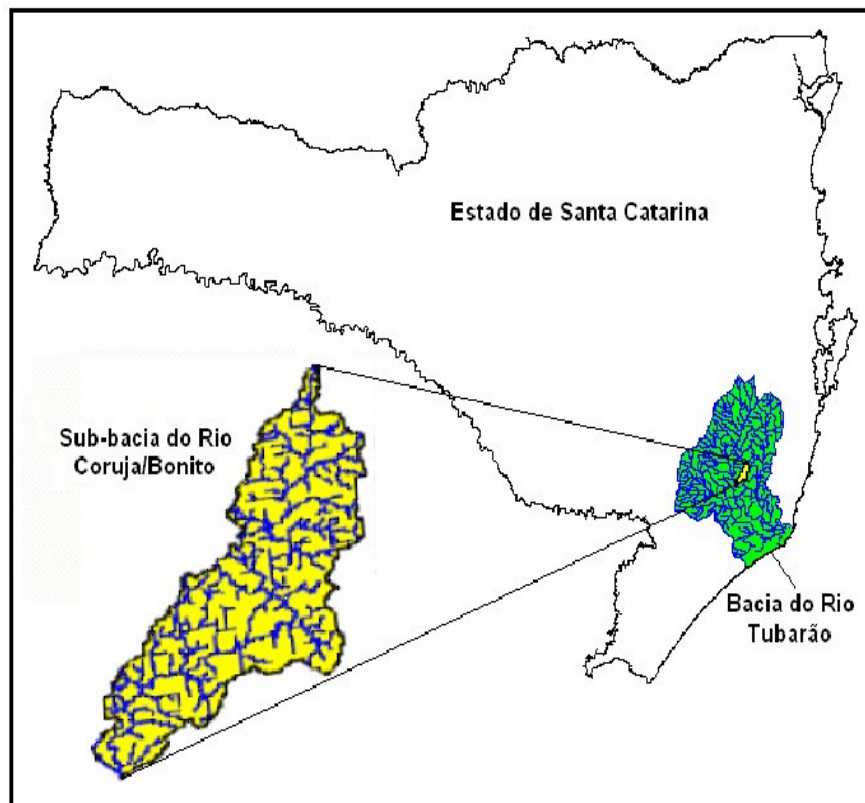 Estado de Santa Catarina
Sub-bacia do Rio
Coruja/Bonito
Bacia do Rio
Tubarão